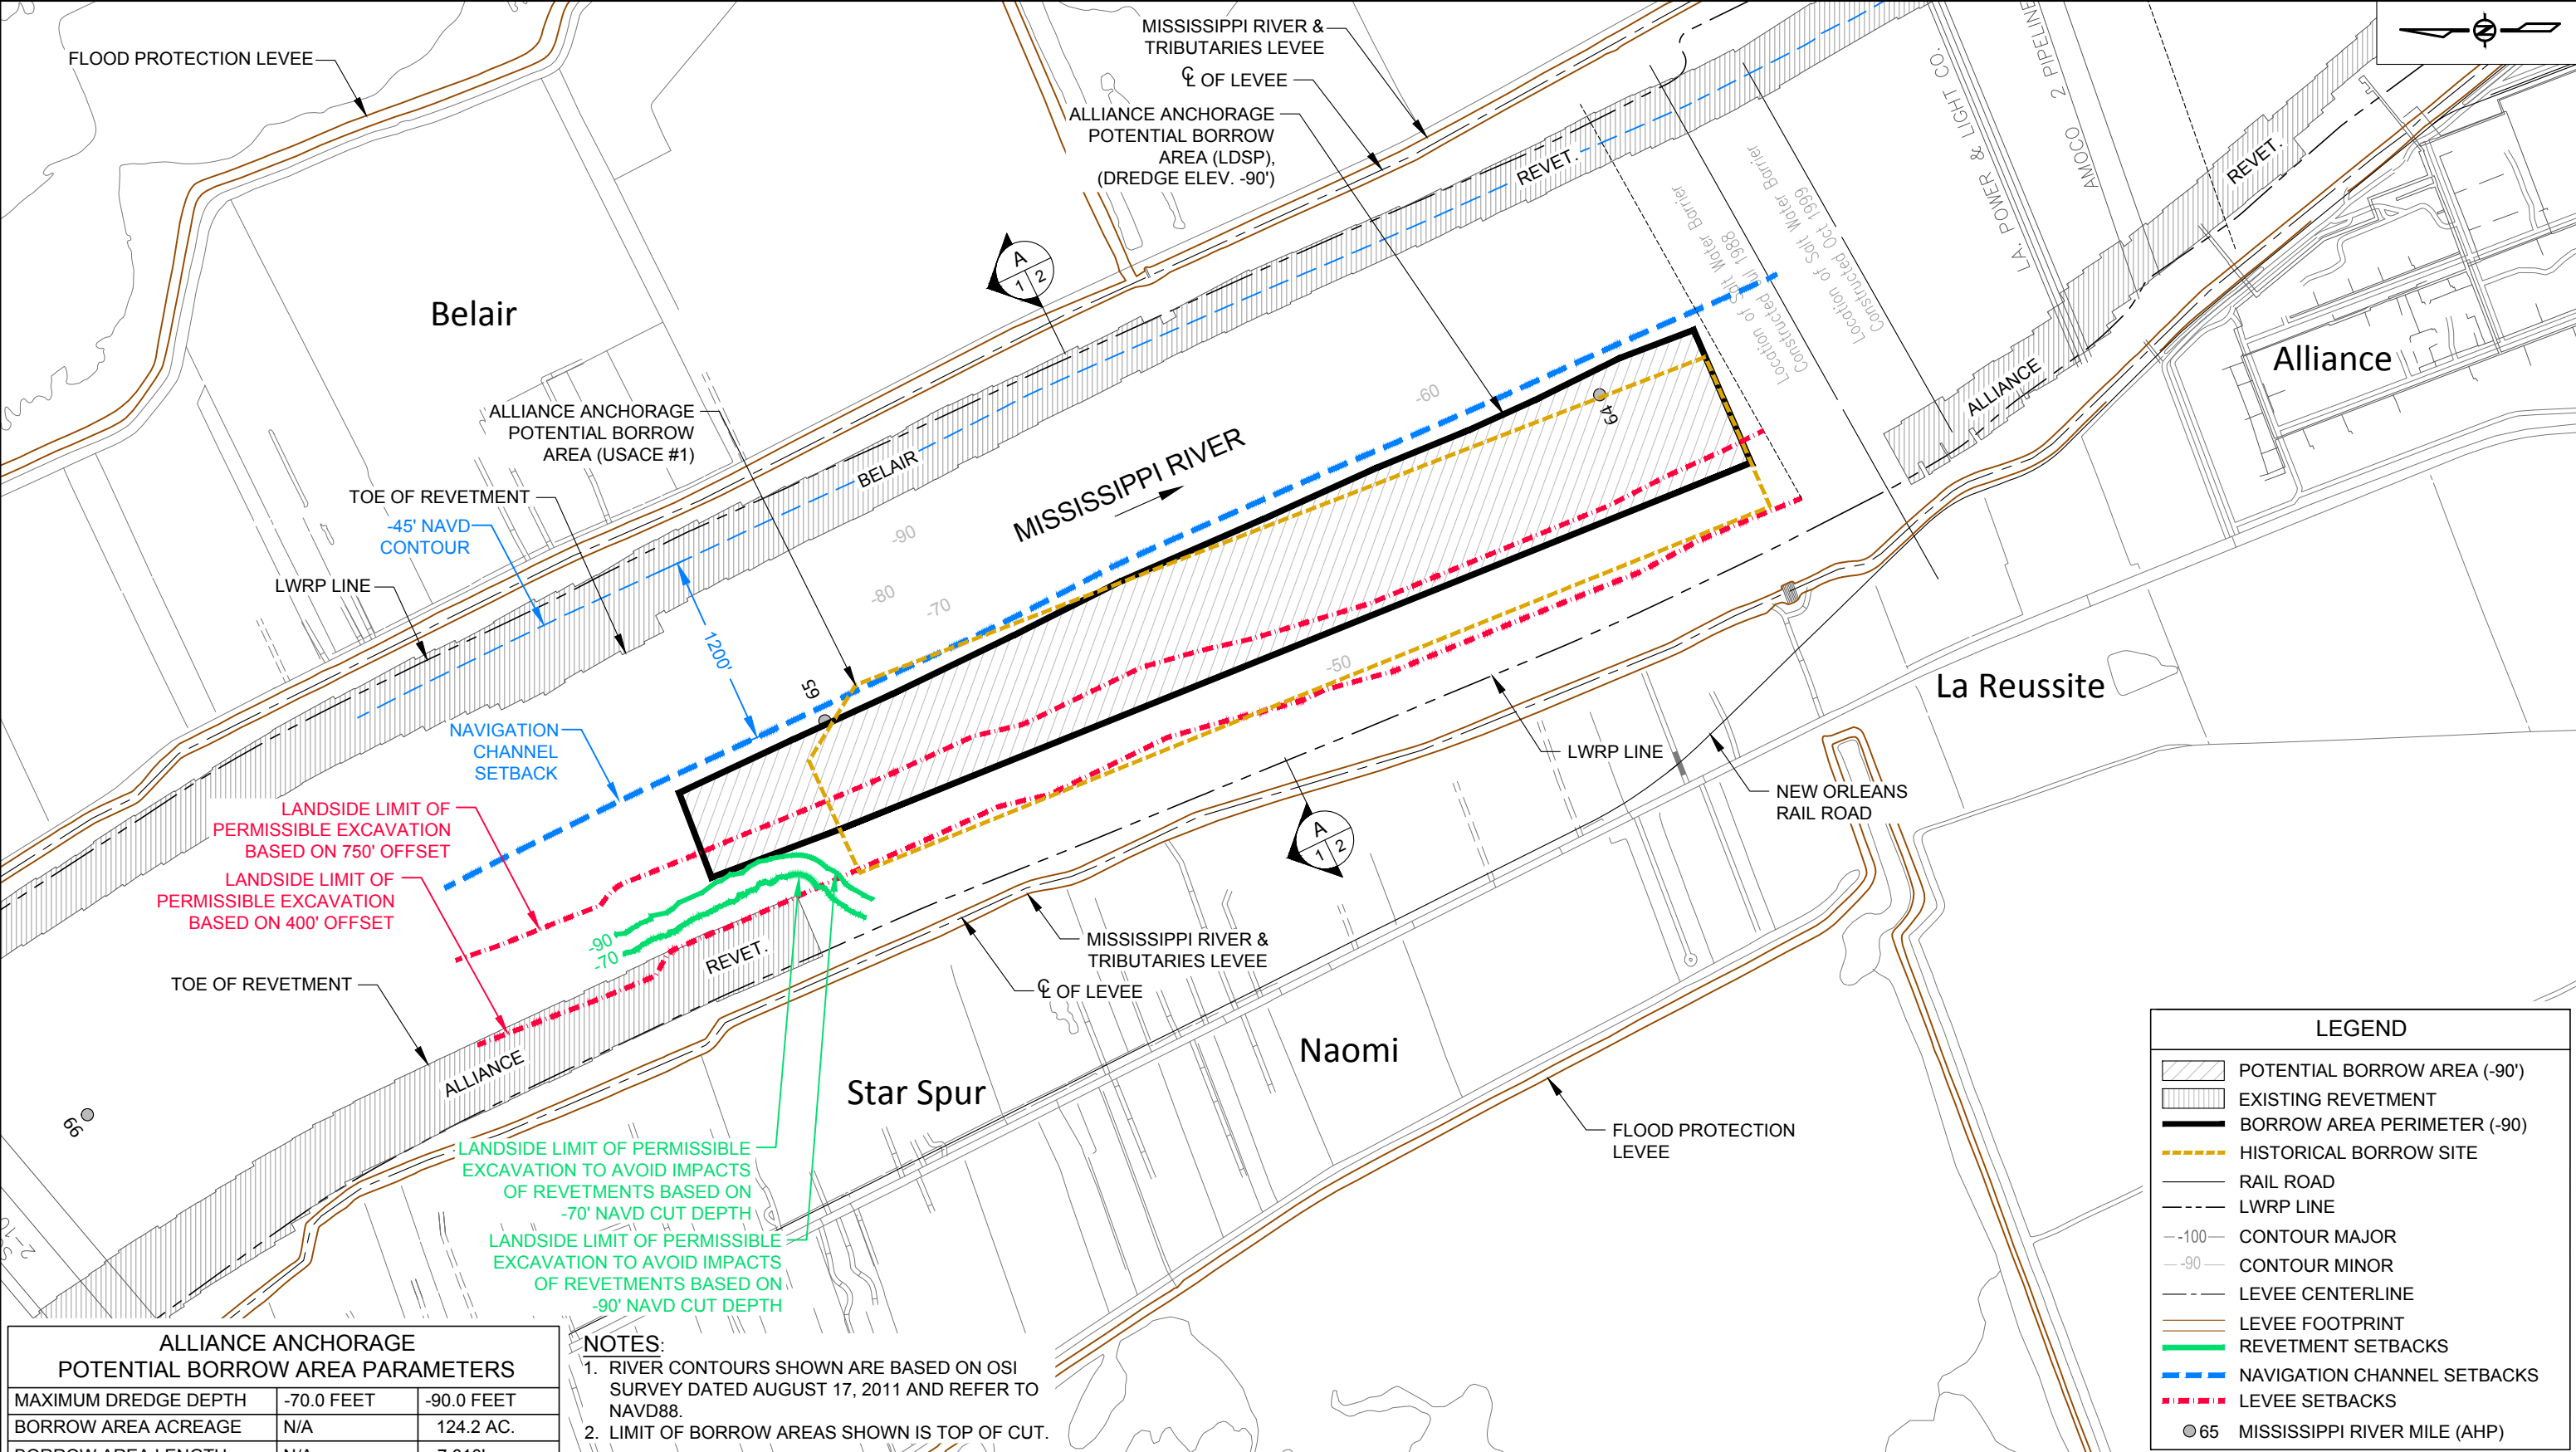 FLOOD PROTECTION LEVEE
MISSISSIPPI RIVER &
TRIBUTARIES LEVEE
℄ OF LEVEE
ALLIANCE ANCHORAGE
POTENTIAL BORROW
AREA (LDSP),
(DREDGE ELEV. -90')
N
REVET.
LA. POWER & LIGHT CO.
AMOCO 2 PIPELINE
REVET.
Location of Salt Water Barrier
Constructed Jul 1988
Location of Salt Water Barrier
Constructed Oct 1999
A
1 2
Belair
Alliance
ALLIANCE
ALLIANCE ANCHORAGE
POTENTIAL BORROW
AREA (USACE #1)
-60
64
BELAIR
MISSISSIPPI RIVER
TOE OF REVETMENT
-45' NAVD
CONTOUR
LWRP LINE
-90
-80
-70
1200'
65
-50
La Reussite
NAVIGATION
CHANNEL
SETBACK
LWRP LINE
NEW ORLEANS
RAIL ROAD
LANDSIDE LIMIT OF
PERMISSIBLE EXCAVATION
BASED ON 750' OFFSET
LANDSIDE LIMIT OF
PERMISSIBLE EXCAVATION
BASED ON 400' OFFSET
A
1 2
-90
-70
REVET.
MISSISSIPPI RIVER &
TRIBUTARIES LEVEE
℄ OF LEVEE
TOE OF REVETMENT
ALLIANCE
66
Star Spur
Naomi
FLOOD PROTECTION
LEVEE
LANDSIDE LIMIT OF PERMISSIBLE
EXCAVATION TO AVOID IMPACTS
OF REVETMENTS BASED ON
-70' NAVD CUT DEPTH
LANDSIDE LIMIT OF PERMISSIBLE
EXCAVATION TO AVOID IMPACTS
OF REVETMENTS BASED ON
-90' NAVD CUT DEPTH
ALLIANCE ANCHORAGE
POTENTIAL BORROW AREA PARAMETERS
MAXIMUM DREDGE DEPTH -70.0 FEET -90.0 FEET
BORROW AREA ACREAGE N/A 124.2 AC.
BORROW AREA LENGTH N/A
NOTES:
1. RIVER CONTOURS SHOWN ARE BASED ON OSI
SURVEY DATED AUGUST 17, 2011 AND REFER TO
NAVD88.
2. LIMIT OF BORROW AREAS SHOWN IS TOP OF CUT.
LEGEND
POTENTIAL BORROW AREA (-90')
EXISTING REVETMENT
BORROW AREA PERIMETER (-90)
HISTORICAL BORROW SITE
RAIL ROAD
LWRP LINE
-100 CONTOUR MAJOR
-90 CONTOUR MINOR
LEVEE CENTERLINE
LEVEE FOOTPRINT
REVETMENT SETBACKS
NAVIGATION CHANNEL SETBACKS
LEVEE SETBACKS
65 MISSISSIPPI RIVER MILE (AHP)